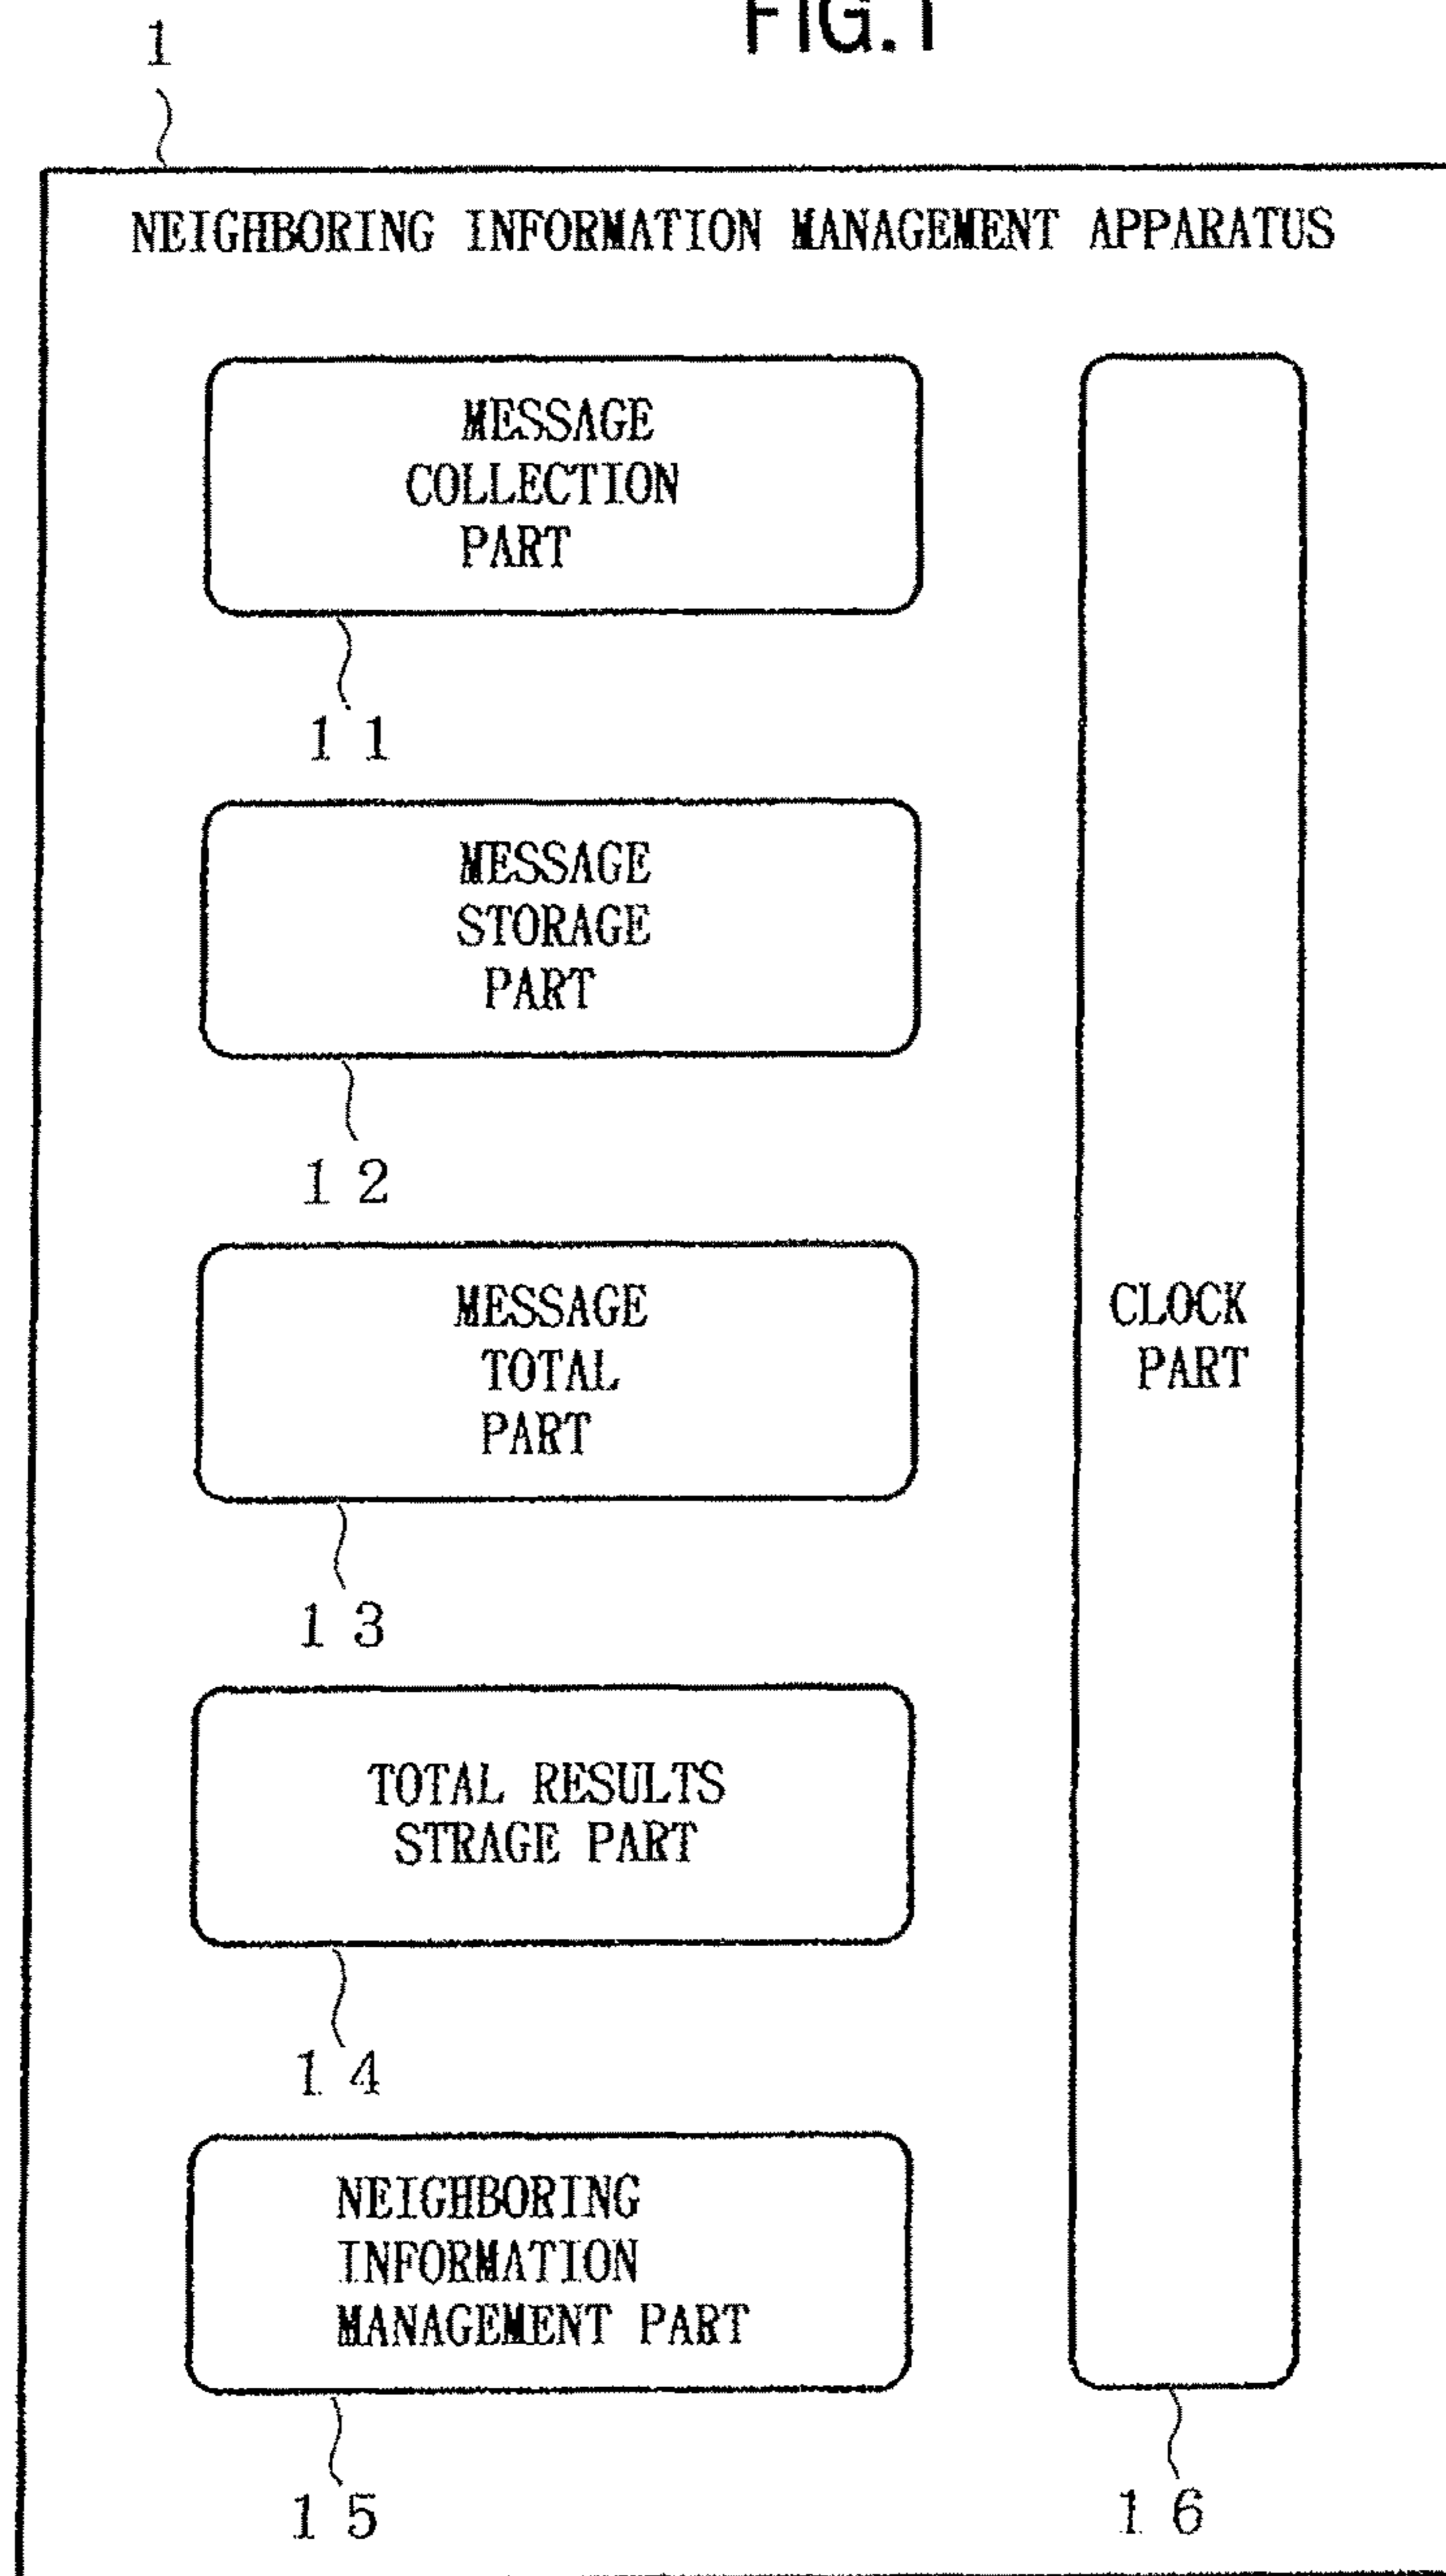 FIG.1
1
NEIGHBORING INFORMATION MANAGEMENT APPARATUS
MESSAGE
COLLECTION
PART
11
MESSAGE
STORAGE
PART
12
MESSAGE
TOTAL
PART
13
CLOCK
PART
TOTAL RESULTS
STRAGE PART
14
NEIGHBORING
INFORMATION
MANAGEMENT PART
15
16